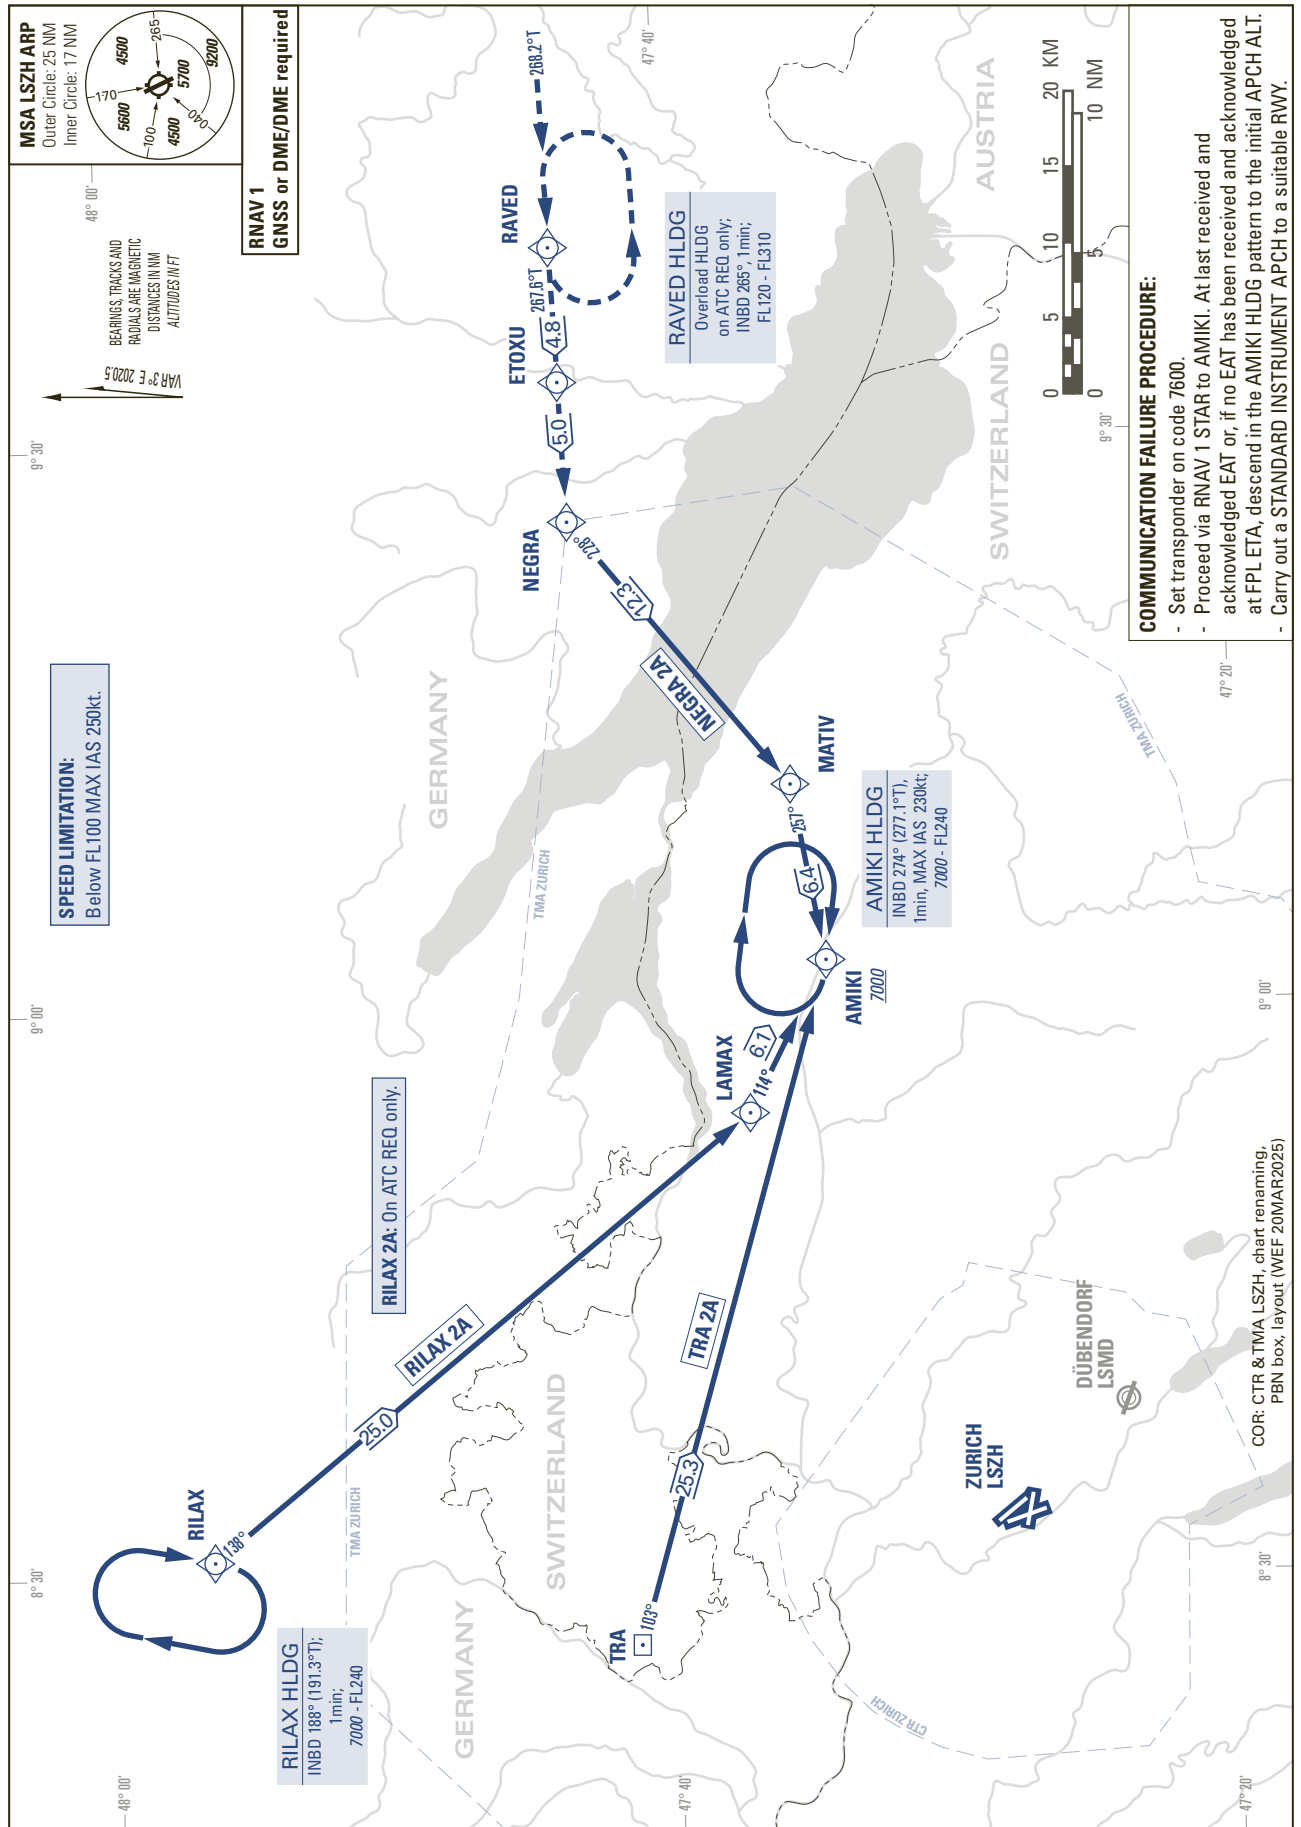 MSA LSZH ARP
Outer Circle: 25 NM
Inner Circle: 17 NM
170
265
100
040
5600
4500
4500
5700
9200
RNAV 1
GNSS or DME/DME required
BEARINGS, TRACKS AND
RADIALS ARE MAGNETIC
DISTANCES IN NM
ALTITUDES IN FT
VAR 3° E 2020.5
SPEED LIMITATION:
Below FL100 MAX IAS 250kt.
RILAX 2A: On ATC REQ only.
8° 30'
9° 00'
9° 30'
48° 00'
48° 00'
47° 40'
47° 40'
47° 20'
47° 20'
8° 30'
9° 00'
9° 30'
RILAX
138°
25.0
RILAX 2A
RILAX HLDG
INBD 188° (191.3°T);
1min;
7000 - FL240
TRA
103°
25.3
TRA 2A
LAMAX
114°
6.1
AMIKI
7000
AMIKI HLDG
INBD 274° (277.1°T),
1min, MAX IAS 230kt;
7000 - FL240
MATIV
257°
6.4
NEGRA
228°
12.3
NEGRA 2A
5.0
ETOXU
4.8
267.6°T
RAVED
268.2°T
RAVED HLDG
Overload HLDG
on ATC REQ only;
INBD 265°, 1min;
FL120 - FL310
GERMANY
GERMANY
SWITZERLAND
SWITZERLAND
AUSTRIA
TMA ZURICH
TMA ZURICH
TMA ZURICH
CTR ZURICH
ZURICH
LSZH
DÜBENDORF
LSMD
0 5 10 15 20 KM
0 5 10 NM
COMMUNICATION FAILURE PROCEDURE:
- Set transponder on code 7600.
- Proceed via RNAV 1 STAR to AMIKI. At last received and
acknowledged EAT or, if no EAT has been received and acknowledged
at FPL ETA, descend in the AMIKI HLDG pattern to the initial APCH ALT.
- Carry out a STANDARD INSTRUMENT APCH to a suitable RWY.
COR: CTR & TMA LSZH, chart renaming,
PBN box, layout (WEF 20MAR2025)